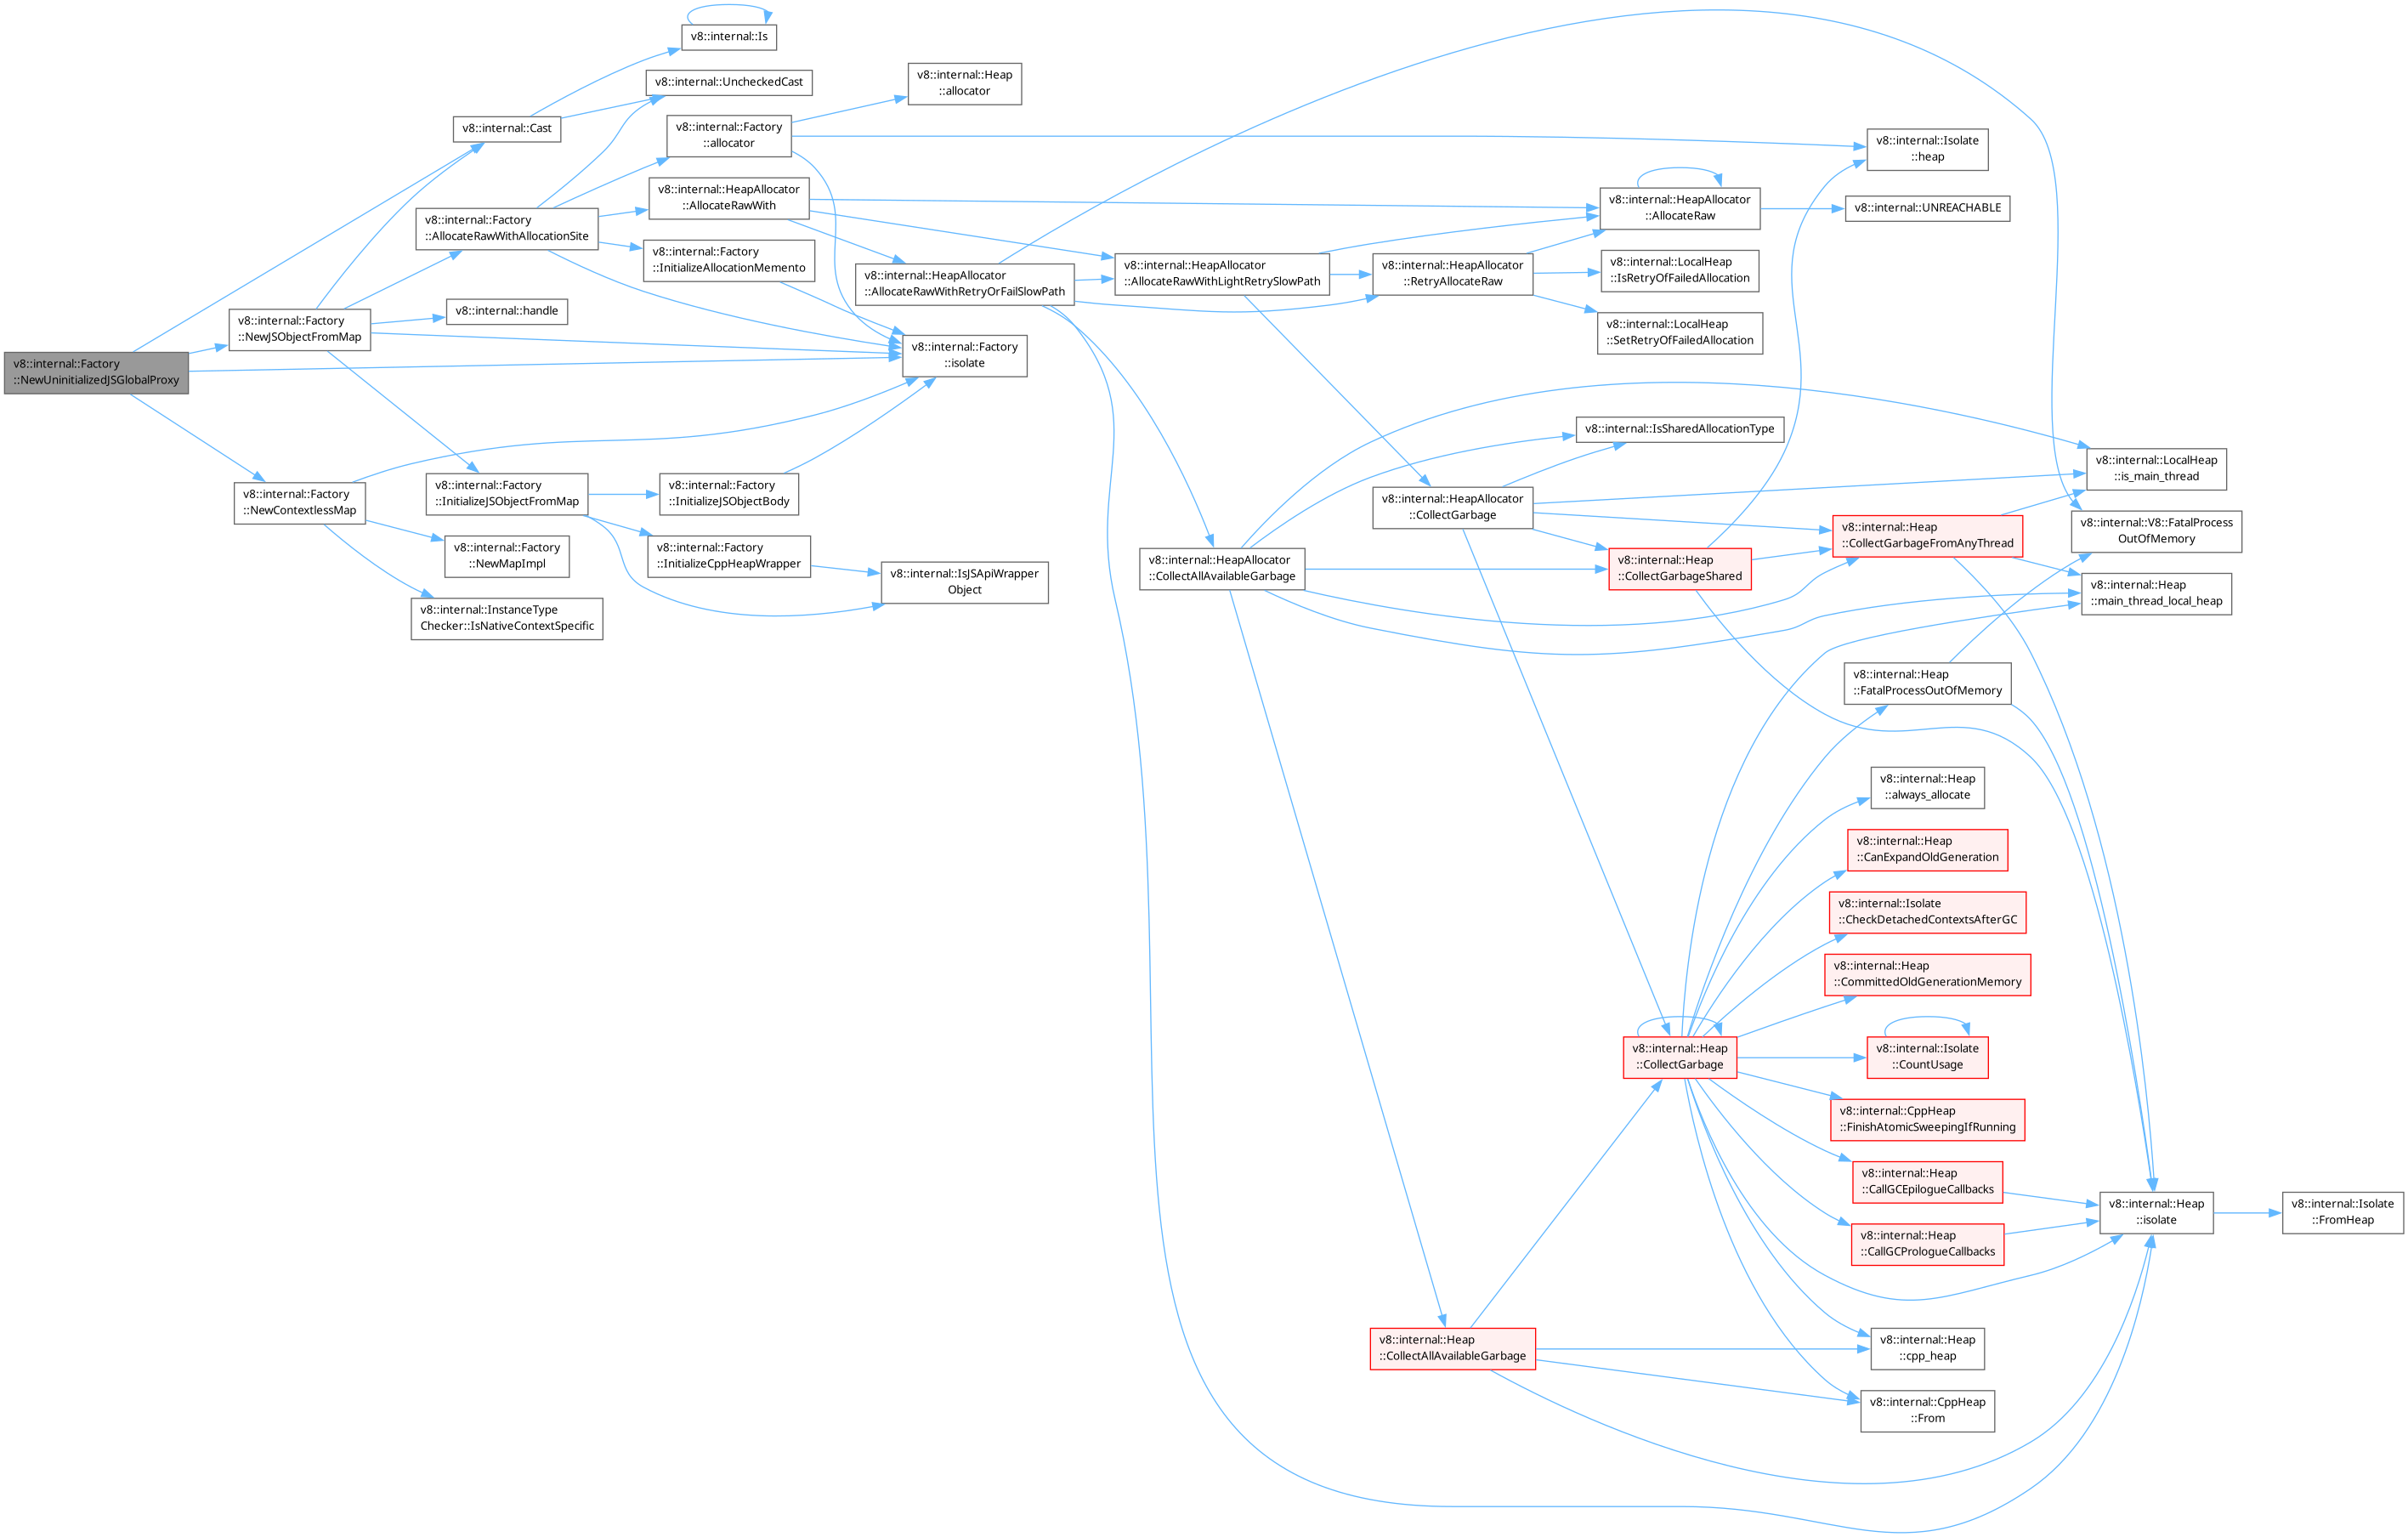 v8::internal::Factory
::NewUninitializedJSGlobalProxy
v8::internal::Cast
v8::internal::Is
v8::internal::UncheckedCast
v8::internal::Factory
::NewJSObjectFromMap
v8::internal::Factory
::AllocateRawWithAllocationSite
v8::internal::Factory
::allocator
v8::internal::Heap
::allocator
v8::internal::HeapAllocator
::AllocateRawWith
v8::internal::Factory
::InitializeAllocationMemento
v8::internal::handle
v8::internal::Factory
::isolate
v8::internal::Factory
::InitializeJSObjectFromMap
v8::internal::Factory
::InitializeJSObjectBody
v8::internal::Factory
::InitializeCppHeapWrapper
v8::internal::IsJSApiWrapper
Object
v8::internal::Factory
::NewContextlessMap
v8::internal::Factory
::NewMapImpl
v8::internal::InstanceType
Checker::IsNativeContextSpecific
v8::internal::HeapAllocator
::AllocateRawWithRetryOrFailSlowPath
v8::internal::HeapAllocator
::AllocateRawWithLightRetrySlowPath
v8::internal::HeapAllocator
::RetryAllocateRaw
v8::internal::HeapAllocator
::AllocateRaw
v8::internal::UNREACHABLE
v8::internal::Isolate
::heap
v8::internal::LocalHeap
::IsRetryOfFailedAllocation
v8::internal::LocalHeap
::SetRetryOfFailedAllocation
v8::internal::IsSharedAllocationType
v8::internal::HeapAllocator
::CollectGarbage
v8::internal::HeapAllocator
::CollectAllAvailableGarbage
v8::internal::Heap
::CollectGarbageShared
v8::internal::Heap
::CollectGarbageFromAnyThread
v8::internal::LocalHeap
::is_main_thread
v8::internal::V8::FatalProcess
OutOfMemory
v8::internal::Heap
::main_thread_local_heap
v8::internal::Heap
::FatalProcessOutOfMemory
v8::internal::Heap
::always_allocate
v8::internal::Heap
::CanExpandOldGeneration
v8::internal::Isolate
::CheckDetachedContextsAfterGC
v8::internal::Heap
::CommittedOldGenerationMemory
v8::internal::Heap
::CollectGarbage
v8::internal::Isolate
::CountUsage
v8::internal::CppHeap
::FinishAtomicSweepingIfRunning
v8::internal::Heap
::CallGCEpilogueCallbacks
v8::internal::Heap
::CallGCPrologueCallbacks
v8::internal::Heap
::isolate
v8::internal::Isolate
::FromHeap
v8::internal::Heap
::CollectAllAvailableGarbage
v8::internal::Heap
::cpp_heap
v8::internal::CppHeap
::From